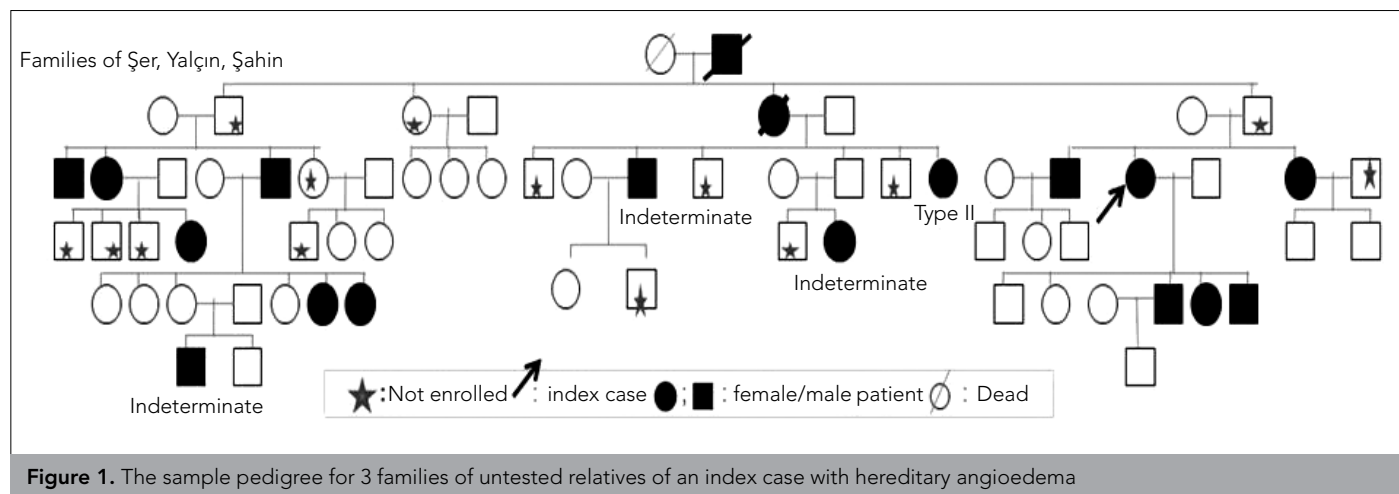 Families of Şer, Yalçın, Şahin
Indeterminate
Type II
Indeterminate
Indeterminate
:Not enrolled : index case ; : female/male patient : Dead
Figure 1. The sample pedigree for 3 families of untested relatives of an index case with hereditary angioedema